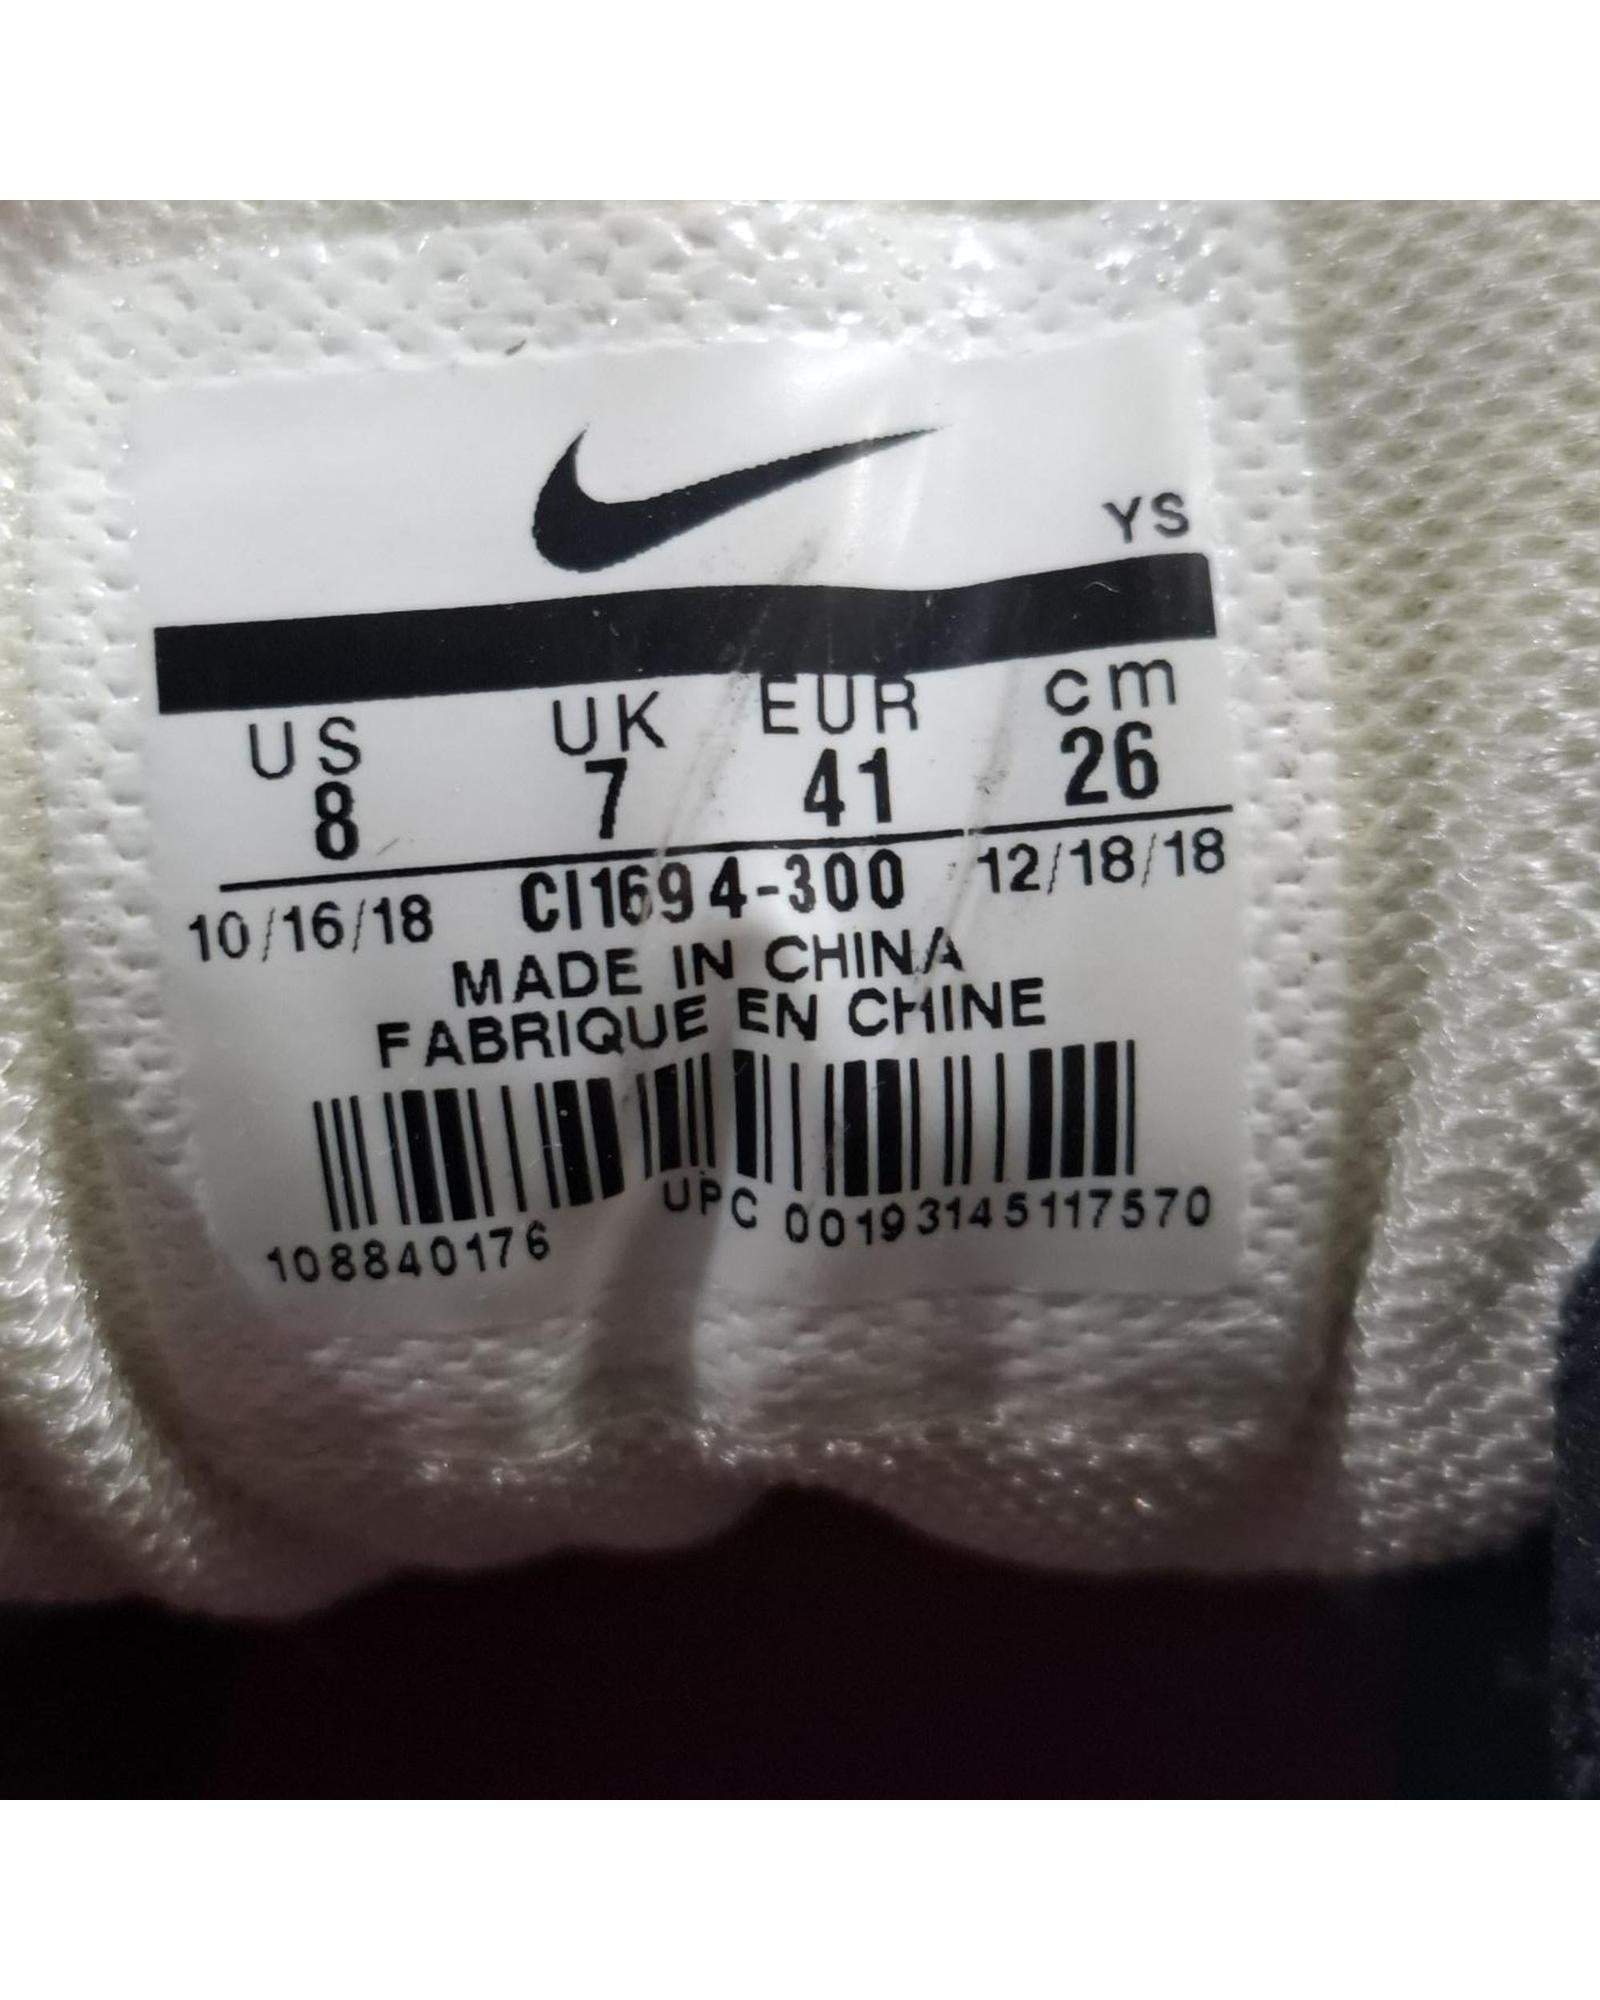 YS
US UK EUR cm
8 7 41 26
10/16/18 CI1694-300 12/18/18
MADE IN CHINA
FABRIQUE EN CHINE
108840176 UPC 00193145117570